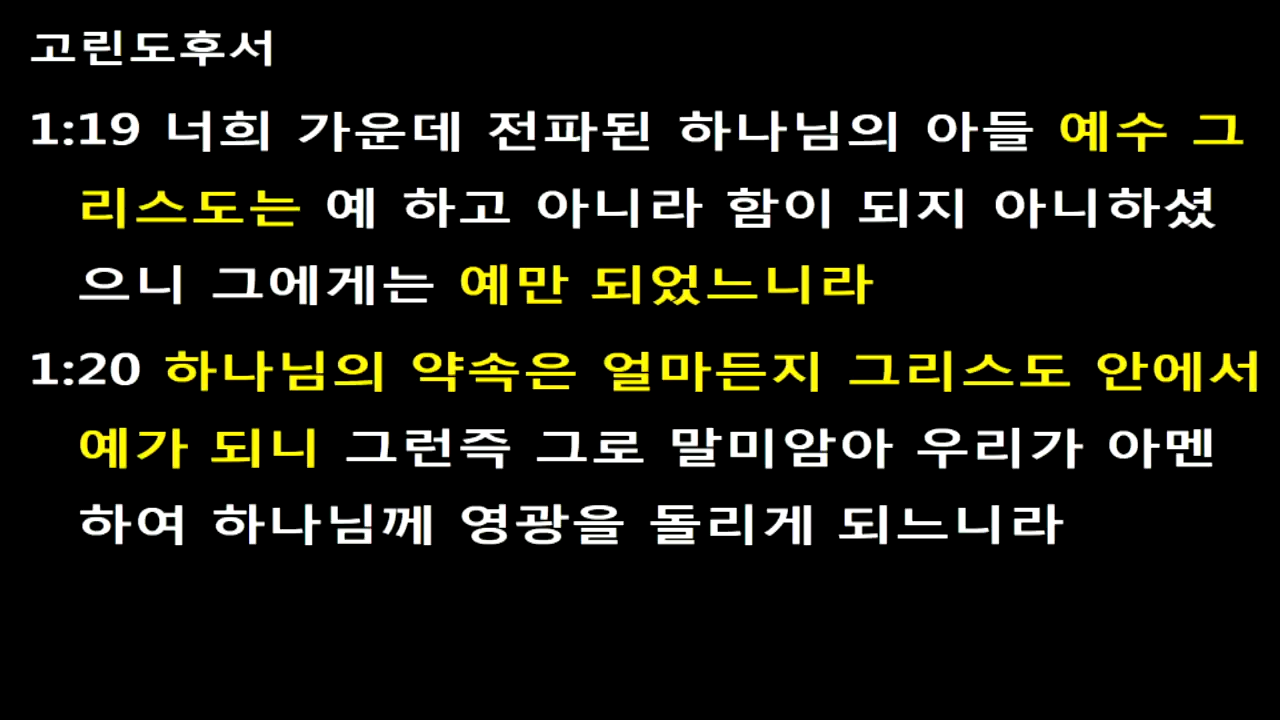 고린도후서
1:19 너희 가운데 전파된 하나님의 아들 예수 그
리스도는 예 하고 아니라 함이 되지 아니하셨
으니 그에게는 예만 되었느니라
1:20 하나님의 약속은 얼마든지 그리스도 안에서
예가 되니 그런즉 그로 말미암아 우리가 아멘
하여 하나님께 영광을 돌리게 되느니라